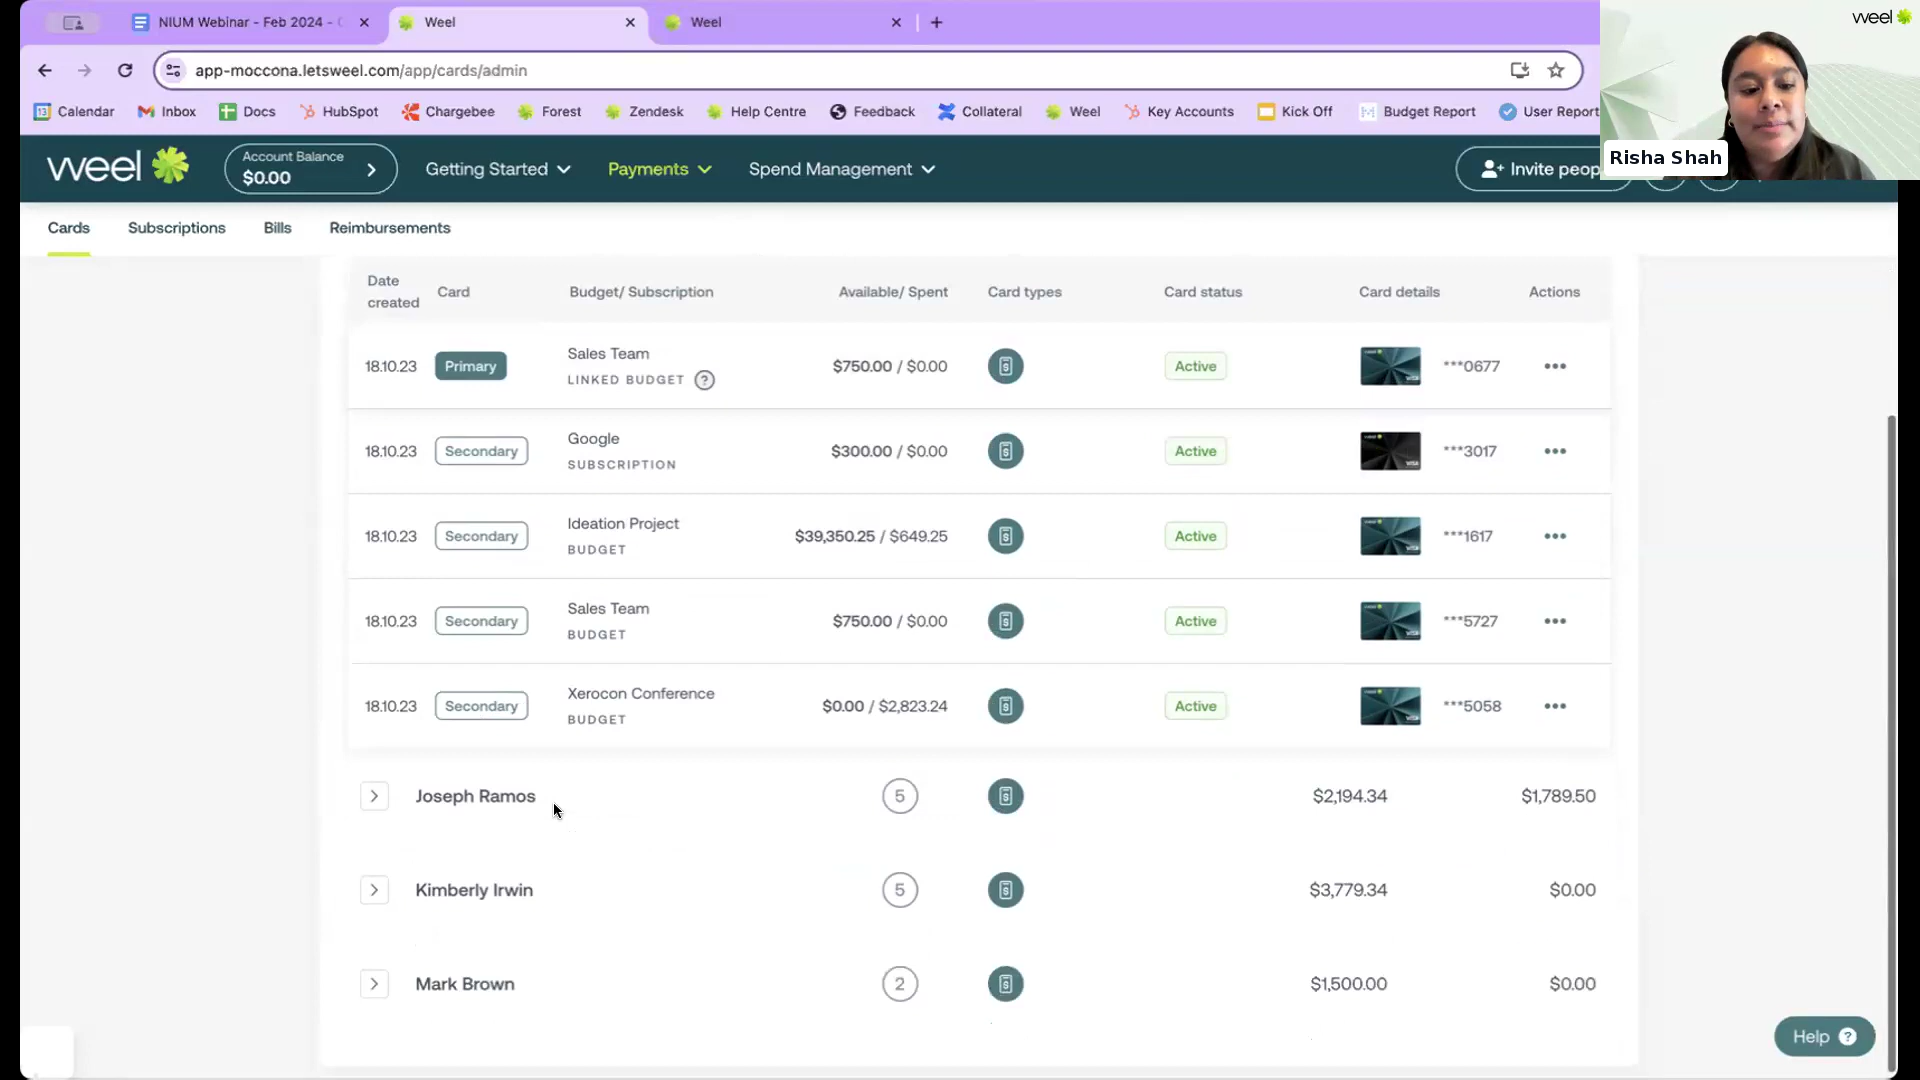 NIUM Webinar - Feb 2024 -
Weel
Weel
weel
app-moccona.letsweel.com/app/cards/admin
Calendar
Inbox
Docs
HubSpot
Chargebee
Forest
Zendesk
Help Centre
Feedback
Collateral
Weel
Key Accounts
Kick Off
Budget Report
User Report
Risha Shah
weel
Account Balance
$0.00
Getting Started
Payments
Spend Management
Invite peop
Cards
Subscriptions
Bills
Reimbursements
Date created
Card
Budget/ Subscription
Available/ Spent
Card types
Card status
Card details
Actions
18.10.23
Primary
Sales Team
LINKED BUDGET
?
$750.00 / $0.00
Active
***0677
18.10.23
Secondary
Google
SUBSCRIPTION
$300.00 / $0.00
Active
***3017
18.10.23
Secondary
Ideation Project
BUDGET
$39,350.25 / $649.25
Active
***1617
18.10.23
Secondary
Sales Team
BUDGET
$750.00 / $0.00
Active
***5727
18.10.23
Secondary
Xerocon Conference
BUDGET
$0.00 / $2,823.24
Active
***5058
Joseph Ramos
5
$2,194.34
$1,789.50
Kimberly Irwin
5
$3,779.34
$0.00
Mark Brown
2
$1,500.00
$0.00
Help ?